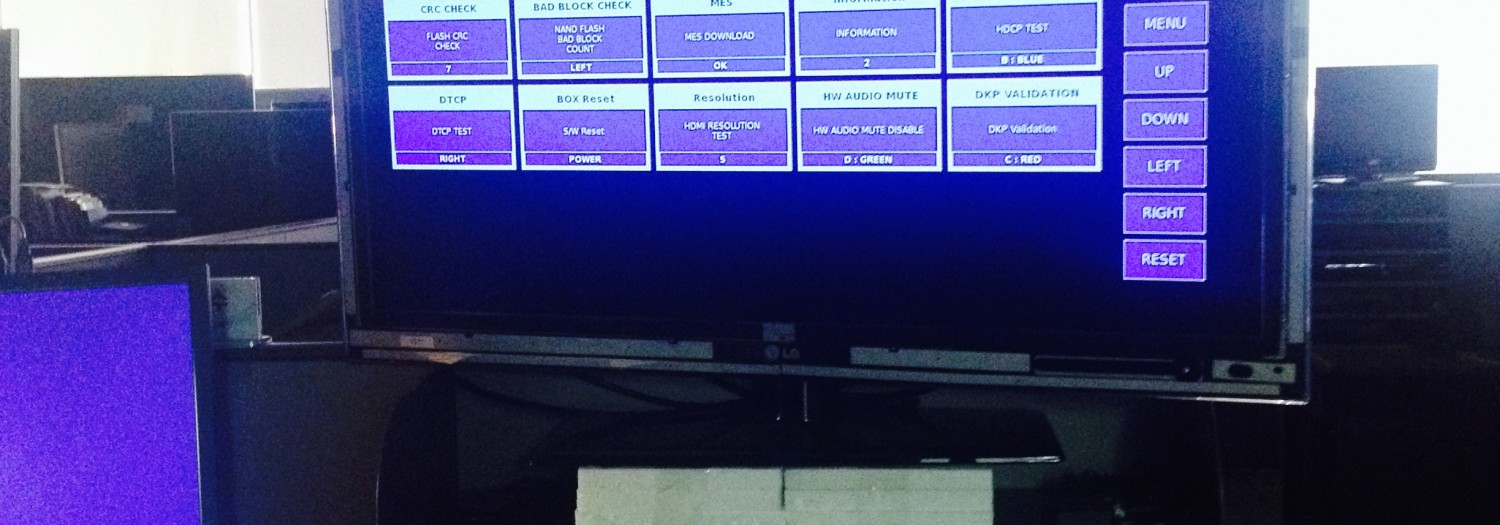 CRC CHECK
BAD BLOCK CHECK
MES
INFORMATION
FLASH CRC
CHECK
7
NAND FLASH
BAD BLOCK
COUNT
LEFT
MES DOWNLOAD
OK
INFORMATION
2
HDCP TEST
B : BLUE
DTCP
DTCP TEST
RIGHT
BOX Reset
S/W Reset
POWER
Resolution
HDMI RESOLUTION
TEST
5
HW AUDIO MUTE
HW AUDIO MUTE DISABLE
D : GREEN
DKP VALIDATION
DKP Validation
C : RED
MENU
UP
DOWN
LEFT
RIGHT
RESET
LG